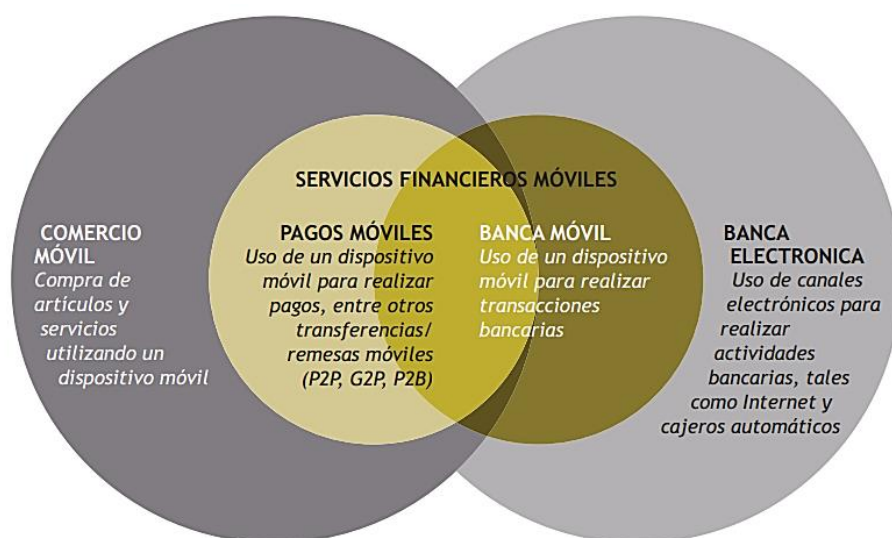 SERVICIOS FINANCIEROS MÓVILES
COMERCIO
MÓVIL
Compra de
artículos y
servicios
utilizando un
dispositivo móvil
PAGOS MÓVILES
Uso de un dispositivo
móvil para realizar
pagos, entre otros
transferencias/
remesas móviles
(P2P, G2P, P2B)
BANCA MÓVIL
Uso de un dispositivo
móvil para realizar
transacciones
bancarias
BANCA
ELECTRONICA
Uso de canales
electrónicos para
realizar
actividades
bancarias, tales
como Internet y
cajeros automáticos